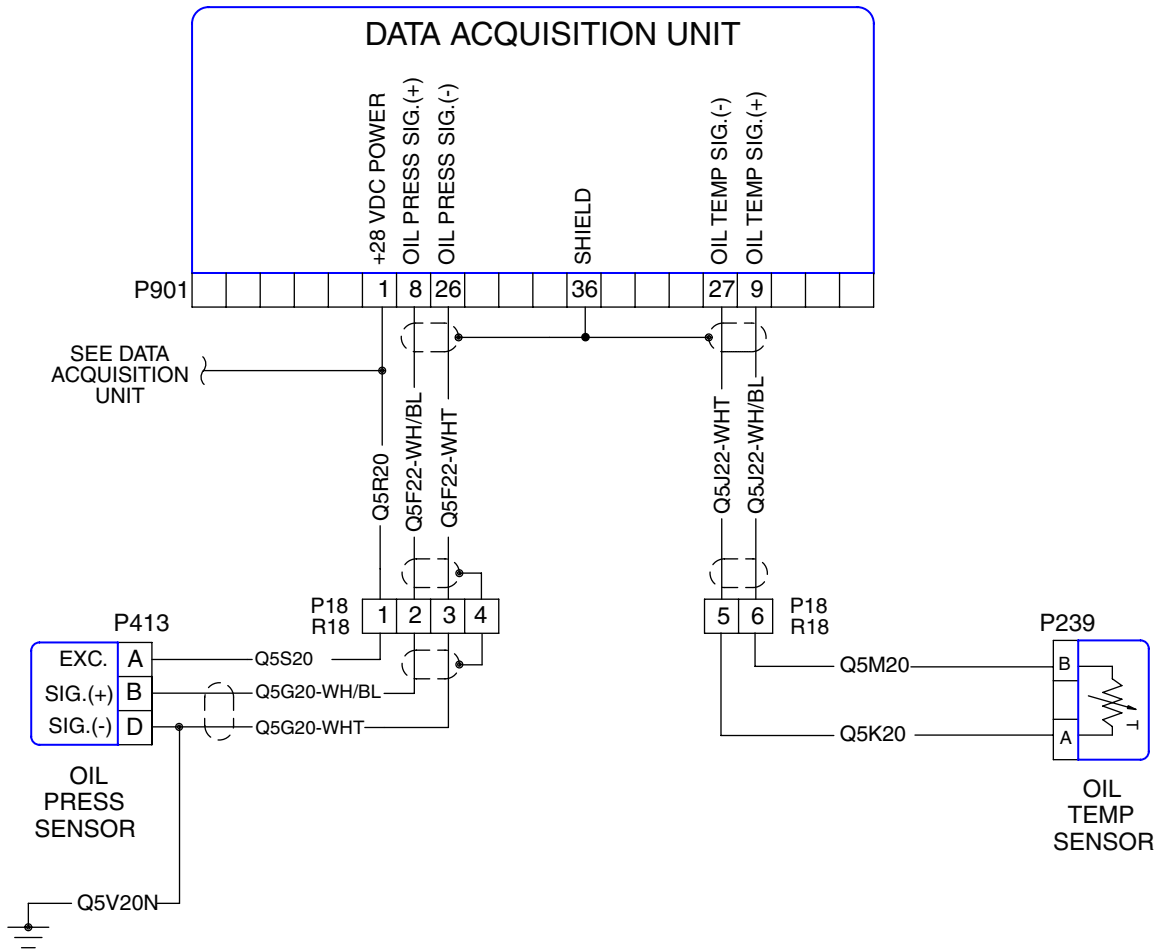 DATA ACQUISITION UNIT
+28 VDC POWER
OIL PRESS SIG.(+)
OIL PRESS SIG.(-)
SHIELD
OIL TEMP SIG.(-)
OIL TEMP SIG.(+)
P901
1
8
26
36
27
9
SEE DATA
ACQUISITION
UNIT
Q5R20
Q5F22-WH/BL
Q5F22-WHT
Q5J22-WHT
Q5J22-WH/BL
P18
R18
1
2
3
4
5
6
P18
R18
P413
EXC.
A
SIG.(+)
B
SIG.(-)
D
Q5S20
Q5G20-WH/BL
Q5G20-WHT
OIL
PRESS
SENSOR
Q5V20N
P239
Q5M20
B
Q5K20
A
T
OIL
TEMP
SENSOR